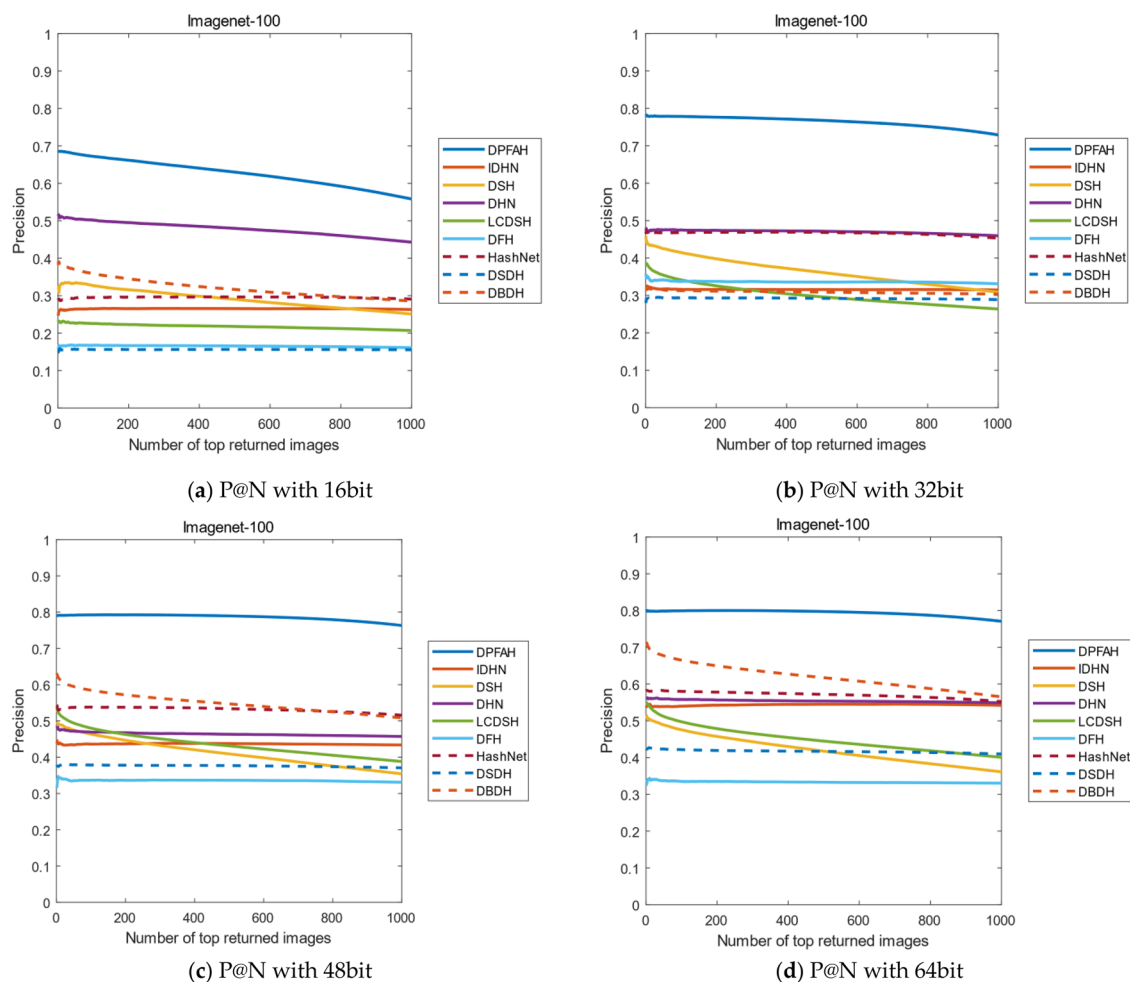 Imagenet-100
1
0.9
0.8
0.7
0.6
0.5
0.4
0.3
0.2
0.1
0
Precision
0 200 400 600 800 1000
Number of top returned images
DPFAH
IDHN
DSH
DHN
LCDSH
DFH
HashNet
DSDH
DBDH
(a) P@N with 16bit
Imagenet-100
1
0.9
0.8
0.7
0.6
0.5
0.4
0.3
0.2
0.1
0
Precision
0 200 400 600 800 1000
Number of top returned images
DPFAH
IDHN
DSH
DHN
LCDSH
DFH
HashNet
DSDH
DBDH
(b) P@N with 32bit
Imagenet-100
1
0.9
0.8
0.7
0.6
0.5
0.4
0.3
0.2
0.1
0
Precision
0 200 400 600 800 1000
Number of top returned images
DPFAH
IDHN
DSH
DHN
LCDSH
DFH
HashNet
DSDH
DBDH
(c) P@N with 48bit
Imagenet-100
1
0.9
0.8
0.7
0.6
0.5
0.4
0.3
0.2
0.1
0
Precision
0 200 400 600 800 1000
Number of top returned images
DPFAH
IDHN
DSH
DHN
LCDSH
DFH
HashNet
DSDH
DBDH
(d) P@N with 64bit